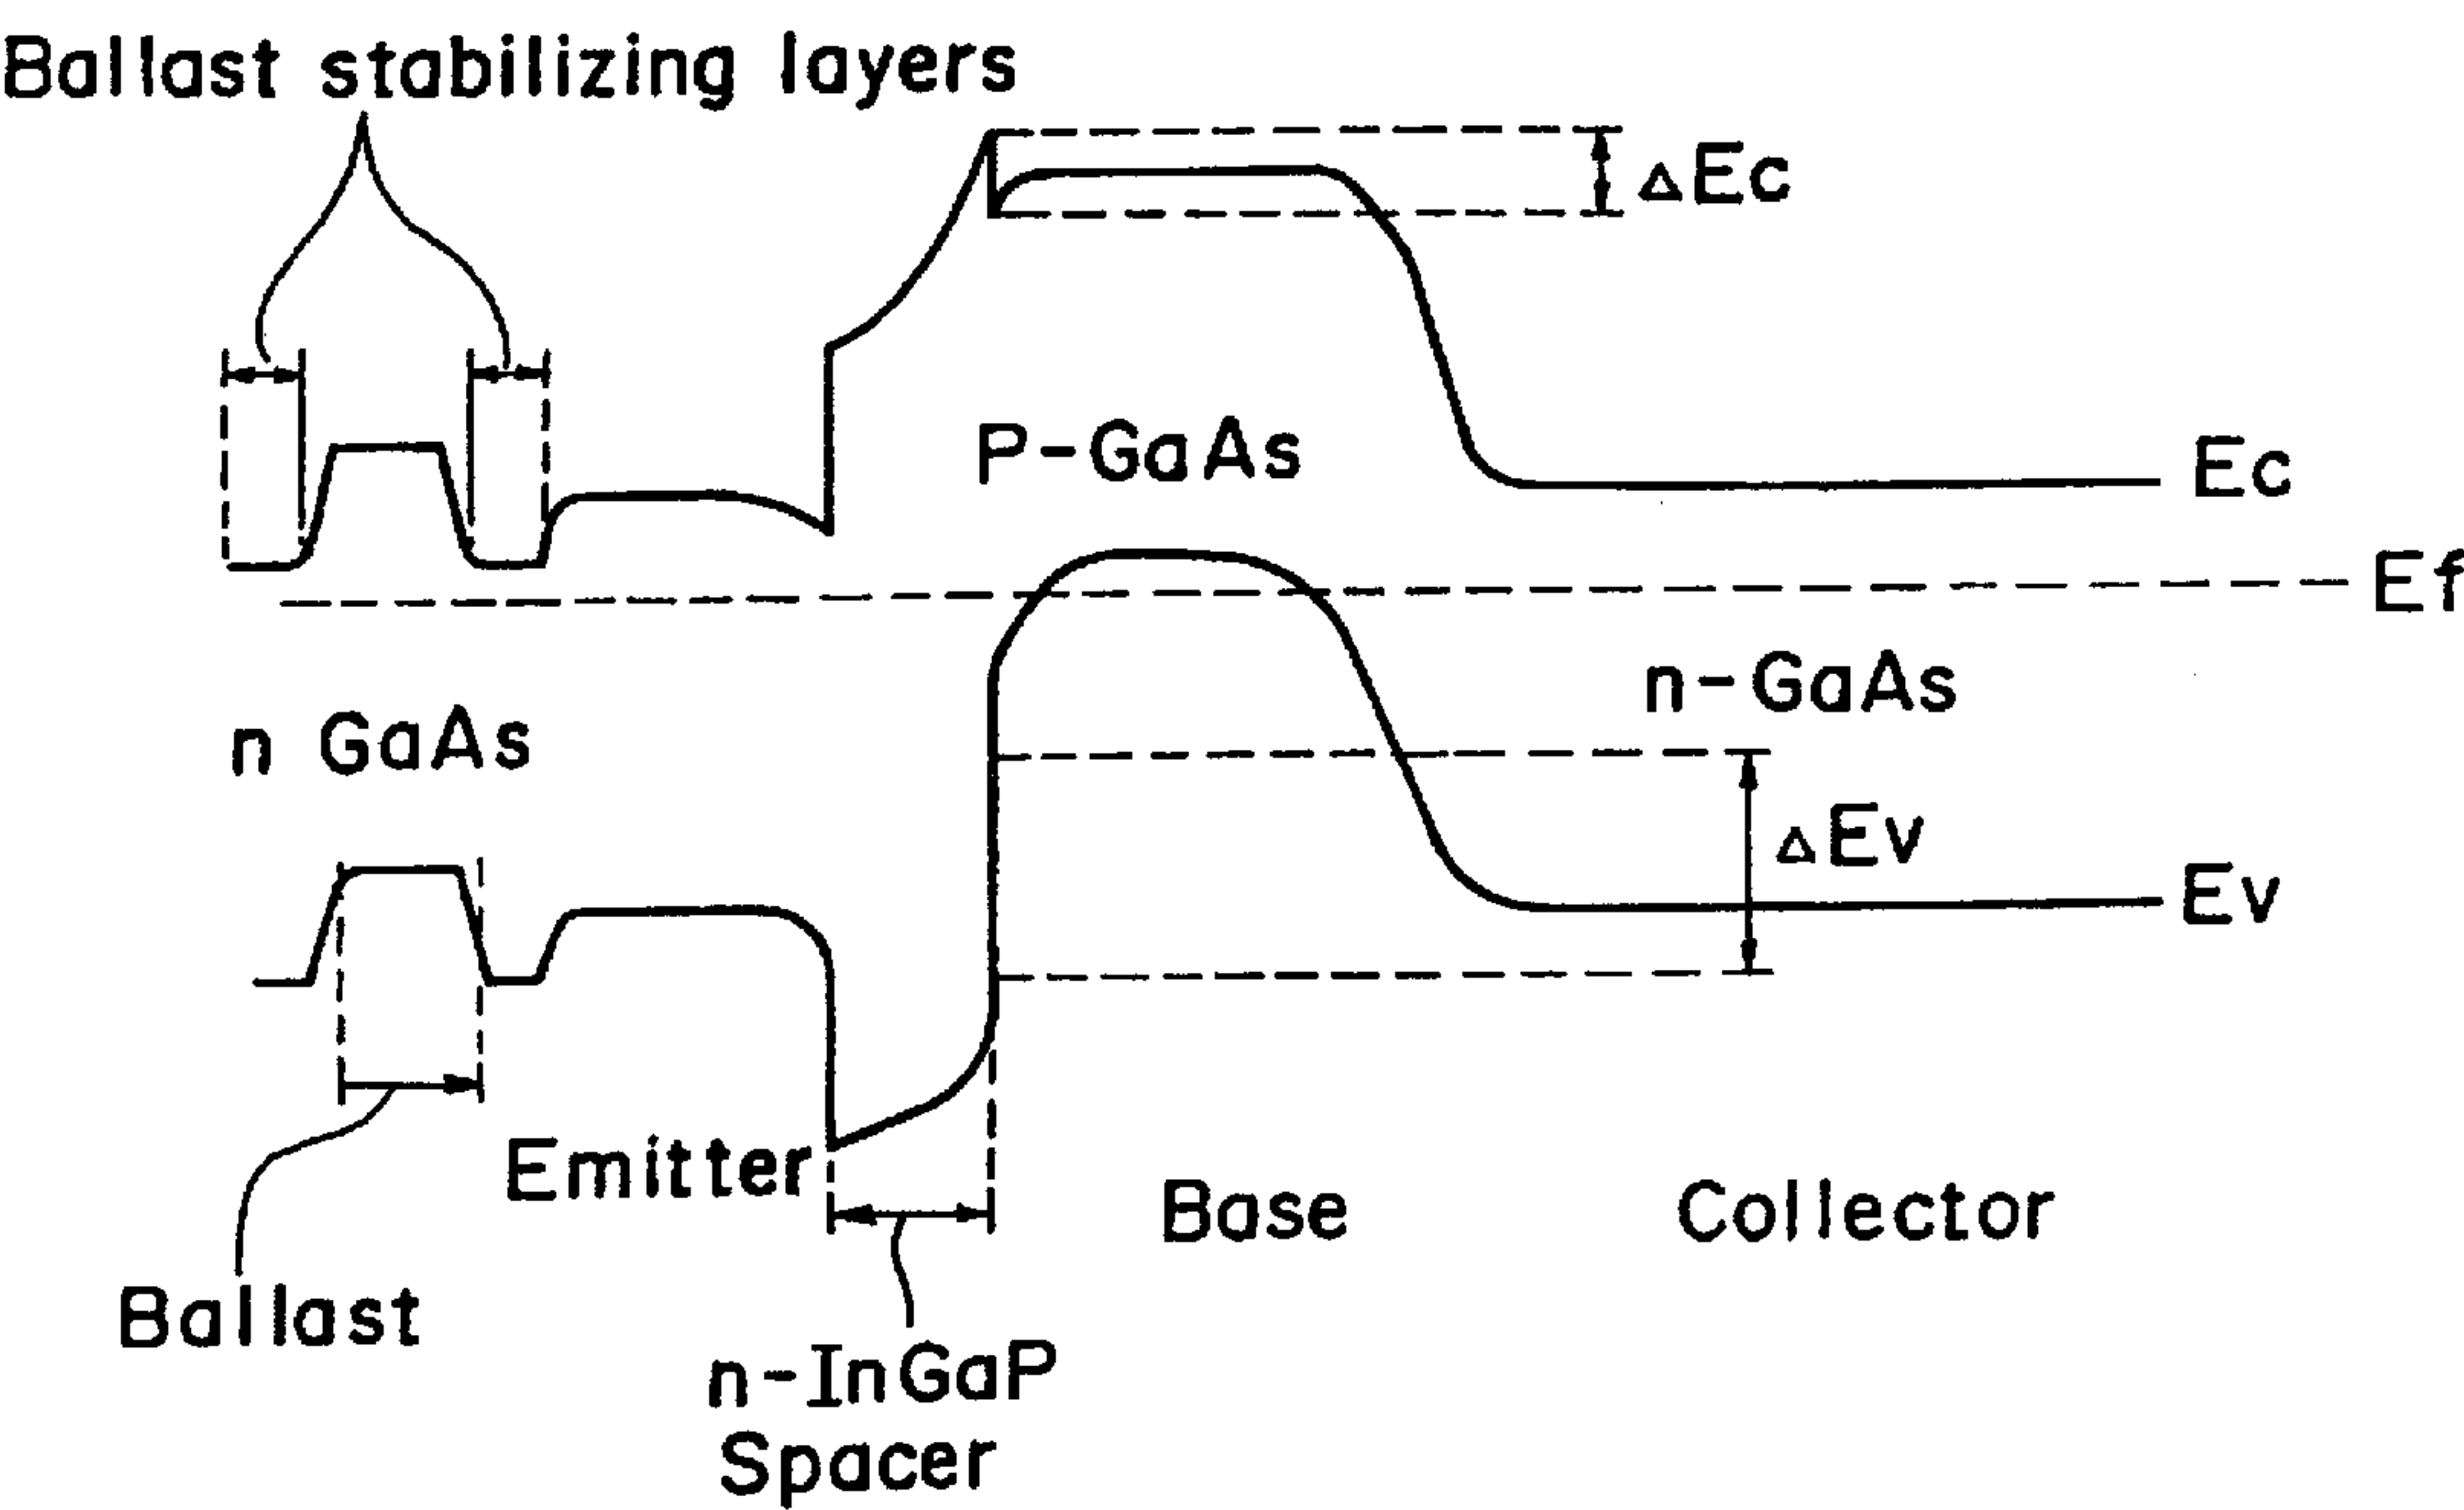 Ballast stabilizing layers
ΔEc
P-GaAs
Ec
Ef
n-GaAs
n GaAs
ΔEv
Ev
Emitter
Base
Collector
Ballast
n-InGaP
Spacer